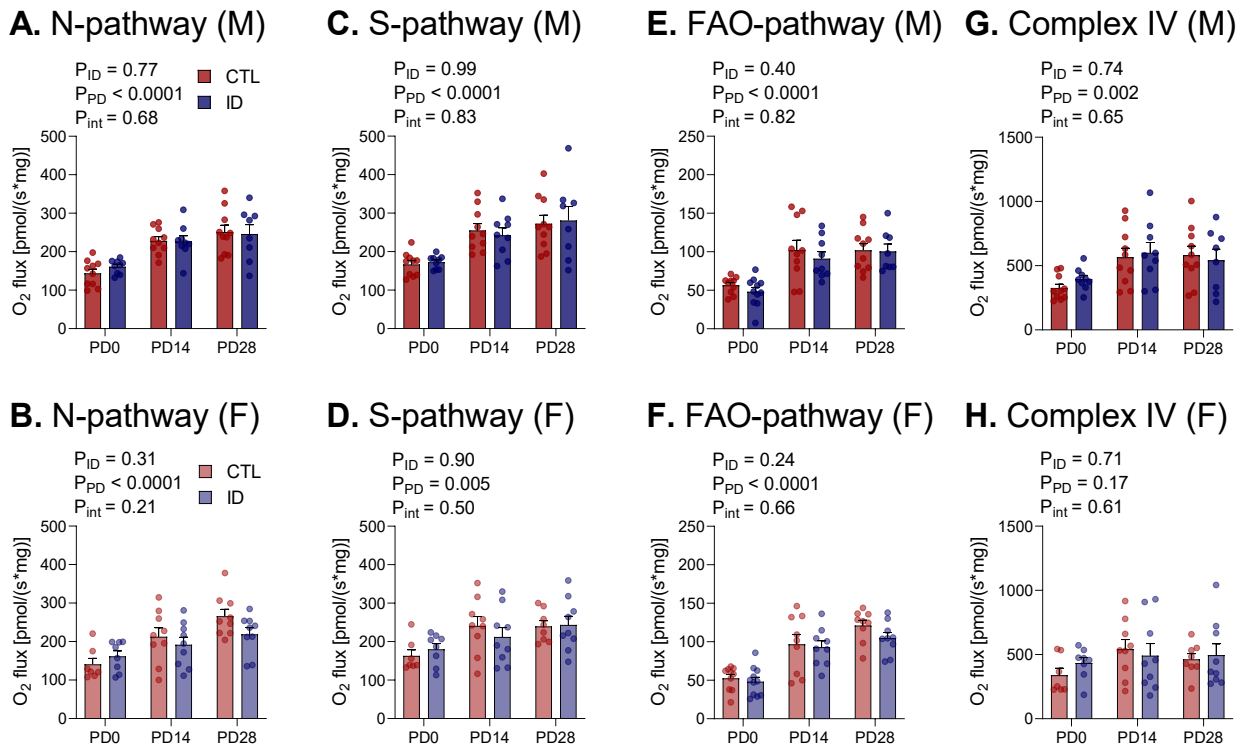 A. N-pathway (M)
P_ID = 0.77
P_PD < 0.0001
P_int = 0.68
CTL
ID
O₂ flux [pmol/(s*mg)]
500
400
300
200
100
0
PD0 PD14 PD28
C. S-pathway (M)
P_ID = 0.99
P_PD < 0.0001
P_int = 0.83
O₂ flux [pmol/(s*mg)]
500
400
300
200
100
0
PD0 PD14 PD28
E. FAO-pathway (M)
P_ID = 0.40
P_PD < 0.0001
P_int = 0.82
O₂ flux [pmol/(s*mg)]
250
200
150
100
50
0
PD0 PD14 PD28
G. Complex IV (M)
P_ID = 0.74
P_PD = 0.002
P_int = 0.65
O₂ flux [pmol/(s*mg)]
1500
1000
500
0
PD0 PD14 PD28
B. N-pathway (F)
P_ID = 0.31
P_PD < 0.0001
P_int = 0.21
CTL
ID
O₂ flux [pmol/(s*mg)]
500
400
300
200
100
0
PD0 PD14 PD28
D. S-pathway (F)
P_ID = 0.90
P_PD = 0.005
P_int = 0.50
O₂ flux [pmol/(s*mg)]
500
400
300
200
100
0
PD0 PD14 PD28
F. FAO-pathway (F)
P_ID = 0.24
P_PD < 0.0001
P_int = 0.66
O₂ flux [pmol/(s*mg)]
250
200
150
100
50
0
PD0 PD14 PD28
H. Complex IV (F)
P_ID = 0.71
P_PD = 0.17
P_int = 0.61
O₂ flux [pmol/(s*mg)]
1500
1000
500
0
PD0 PD14 PD28